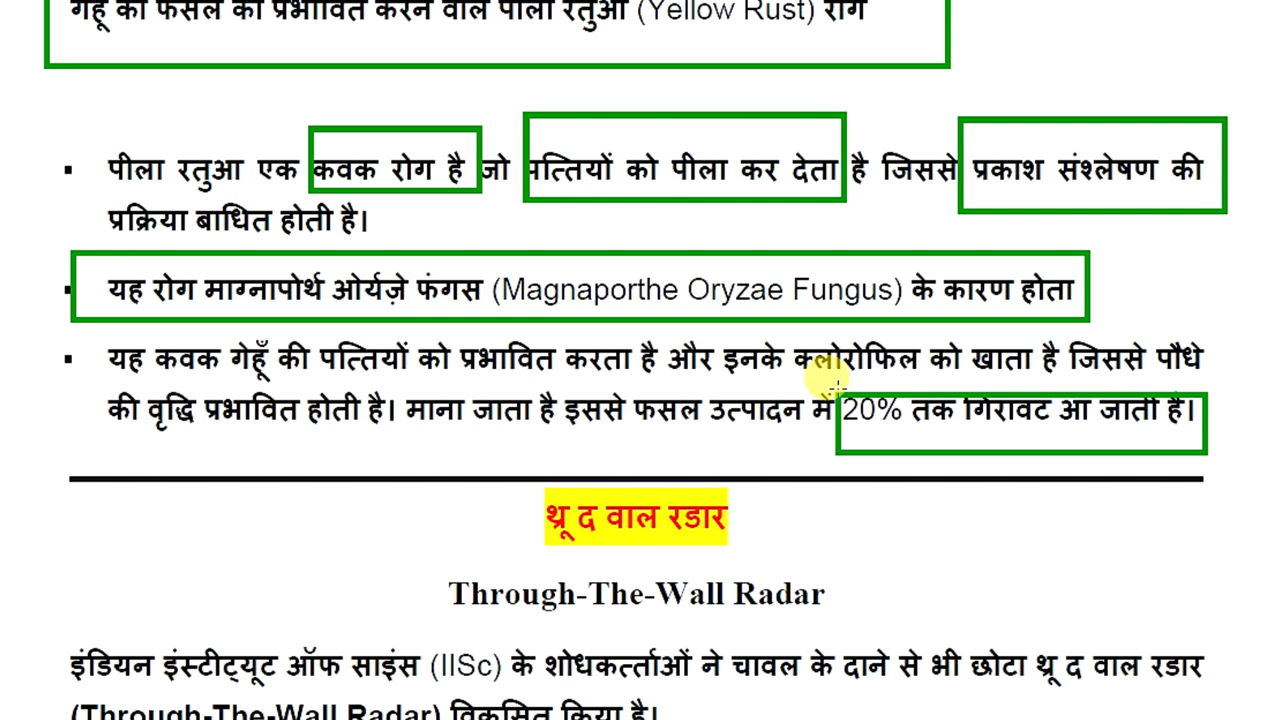 गेहूँ की फसल को प्रभावित करने वाले पीला रतुआ (Yellow Rust) रोग
▪ पीला रतुआ एक कवक रोग है जो पत्तियों को पीला कर देता है जिससे प्रकाश संश्लेषण की
प्रक्रिया बाधित होती है।
▪ यह रोग माग्नापोर्थ ओर्यज़े फंगस (Magnaporthe Oryzae Fungus) के कारण होता
▪ यह कवक गेहूँ की पत्तियों को प्रभावित करता है और इनके क्लोरोफिल को खाता है जिससे पौधे
की वृद्धि प्रभावित होती है। माना जाता है इससे फसल उत्पादन में 20% तक गिरावट आ जाती है।
थ्रू द वाल रडार
Through-The-Wall Radar
इंडियन इंस्टीट्यूट ऑफ साइंस (IISc) के शोधकर्त्ताओं ने चावल के दाने से भी छोटा थ्रू द वाल रडार
(Through-The-Wall Radar) विकसित किया है।